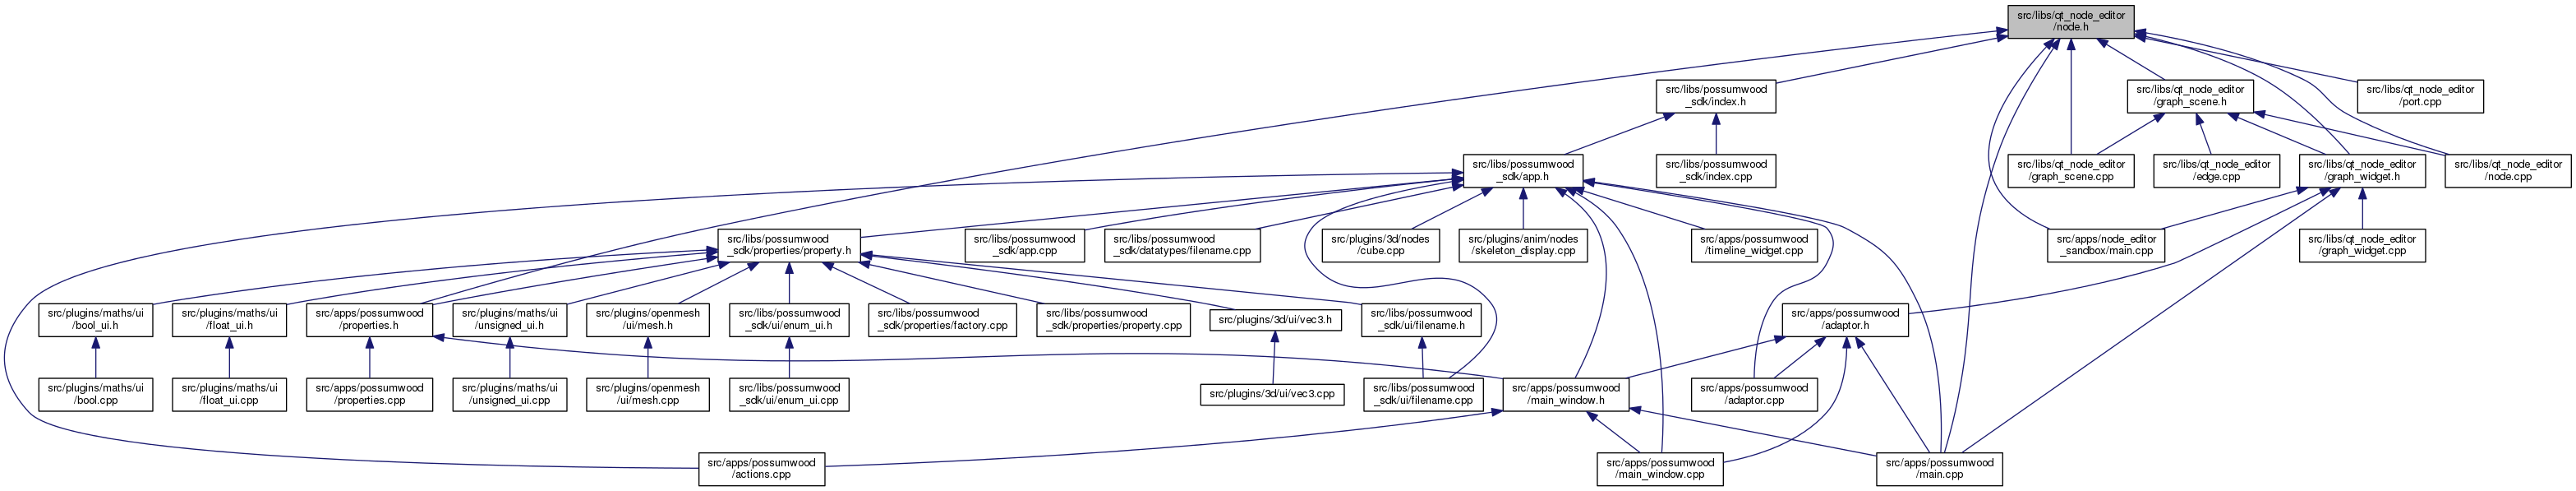 src/libs/qt_node_editor
/node.h
src/libs/possumwood
_sdk/index.h
src/libs/qt_node_editor
/graph_scene.h
src/libs/qt_node_editor
/port.cpp
src/libs/possumwood
_sdk/app.h
src/libs/possumwood
_sdk/index.cpp
src/libs/qt_node_editor
/graph_scene.cpp
src/libs/qt_node_editor
/edge.cpp
src/libs/qt_node_editor
/graph_widget.h
src/libs/qt_node_editor
/node.cpp
src/libs/possumwood
_sdk/properties/property.h
src/libs/possumwood
_sdk/app.cpp
src/libs/possumwood
_sdk/datatypes/filename.cpp
src/plugins/3d/nodes
/cube.cpp
src/plugins/anim/nodes
/skeleton_display.cpp
src/apps/possumwood
/timeline_widget.cpp
src/apps/node_editor
_sandbox/main.cpp
src/libs/qt_node_editor
/graph_widget.cpp
src/plugins/maths/ui
/bool_ui.h
src/plugins/maths/ui
/float_ui.h
src/apps/possumwood
/properties.h
src/plugins/maths/ui
/unsigned_ui.h
src/plugins/openmesh
/ui/mesh.h
src/libs/possumwood
_sdk/ui/enum_ui.h
src/libs/possumwood
_sdk/properties/factory.cpp
src/libs/possumwood
_sdk/properties/property.cpp
src/plugins/3d/ui/vec3.h
src/libs/possumwood
_sdk/ui/filename.h
src/apps/possumwood
/adaptor.h
src/plugins/maths/ui
/bool.cpp
src/plugins/maths/ui
/float_ui.cpp
src/apps/possumwood
/properties.cpp
src/plugins/maths/ui
/unsigned_ui.cpp
src/plugins/openmesh
/ui/mesh.cpp
src/libs/possumwood
_sdk/ui/enum_ui.cpp
src/plugins/3d/ui/vec3.cpp
src/libs/possumwood
_sdk/ui/filename.cpp
src/apps/possumwood
/main_window.h
src/apps/possumwood
/adaptor.cpp
src/apps/possumwood
/actions.cpp
src/apps/possumwood
/main_window.cpp
src/apps/possumwood
/main.cpp